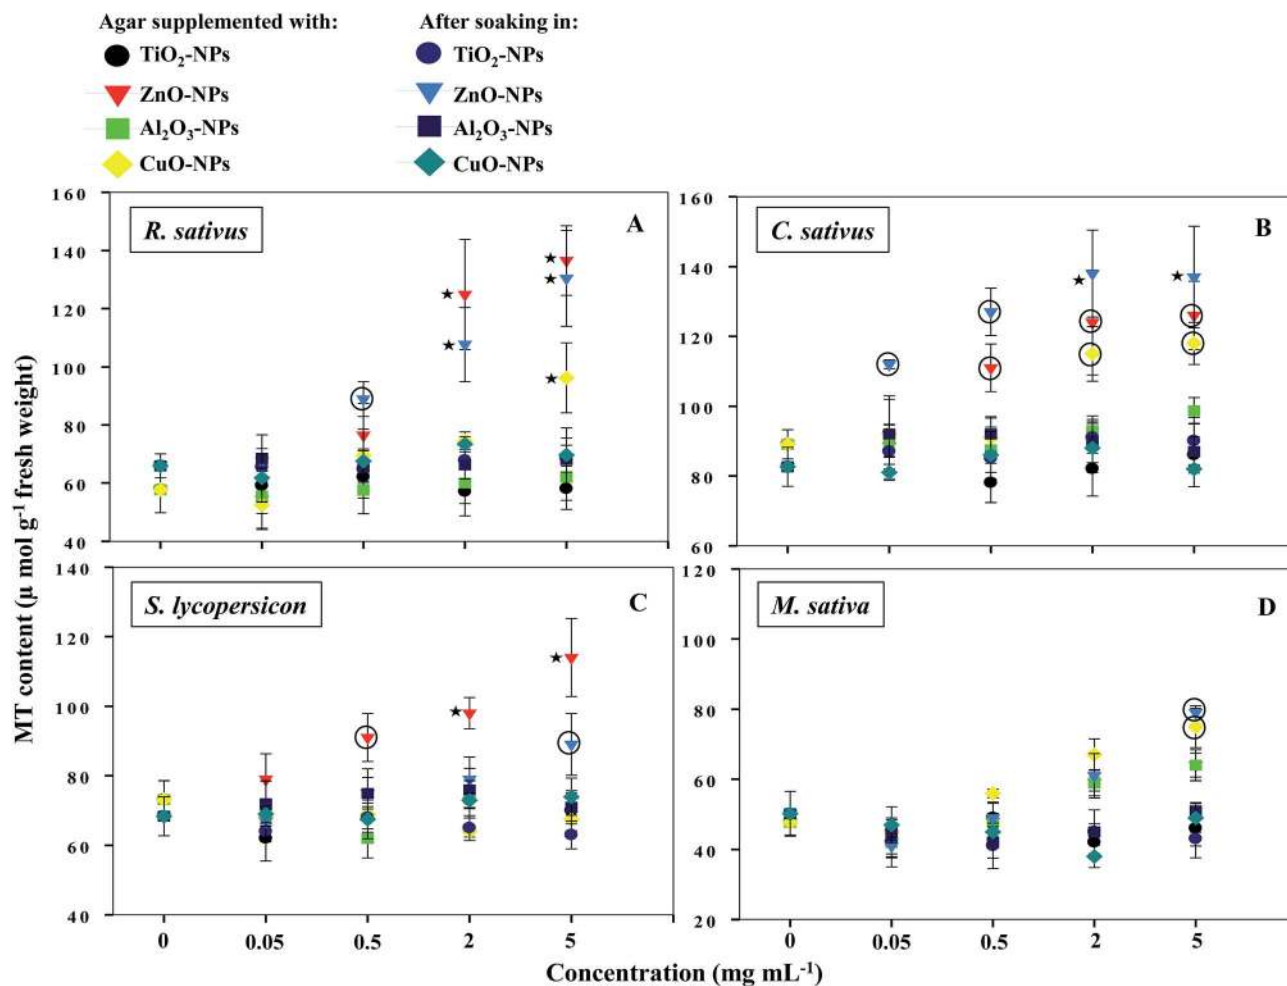 Agar supplemented with: After soaking in:
TiO₂-NPs TiO₂-NPs
ZnO-NPs ZnO-NPs
Al₂O₃-NPs Al₂O₃-NPs
CuO-NPs CuO-NPs
160
R. sativus A
140
120
100
80
60
40
160
C. sativus B
140
120
100
80
60
140
S. lycopersicon C
120
100
80
60
40
120
M. sativa D
100
80
60
40
20
MT content (µ mol g⁻¹ fresh weight)
0 0.05 0.5 2 5 0 0.05 0.5 2 5
Concentration (mg mL⁻¹)